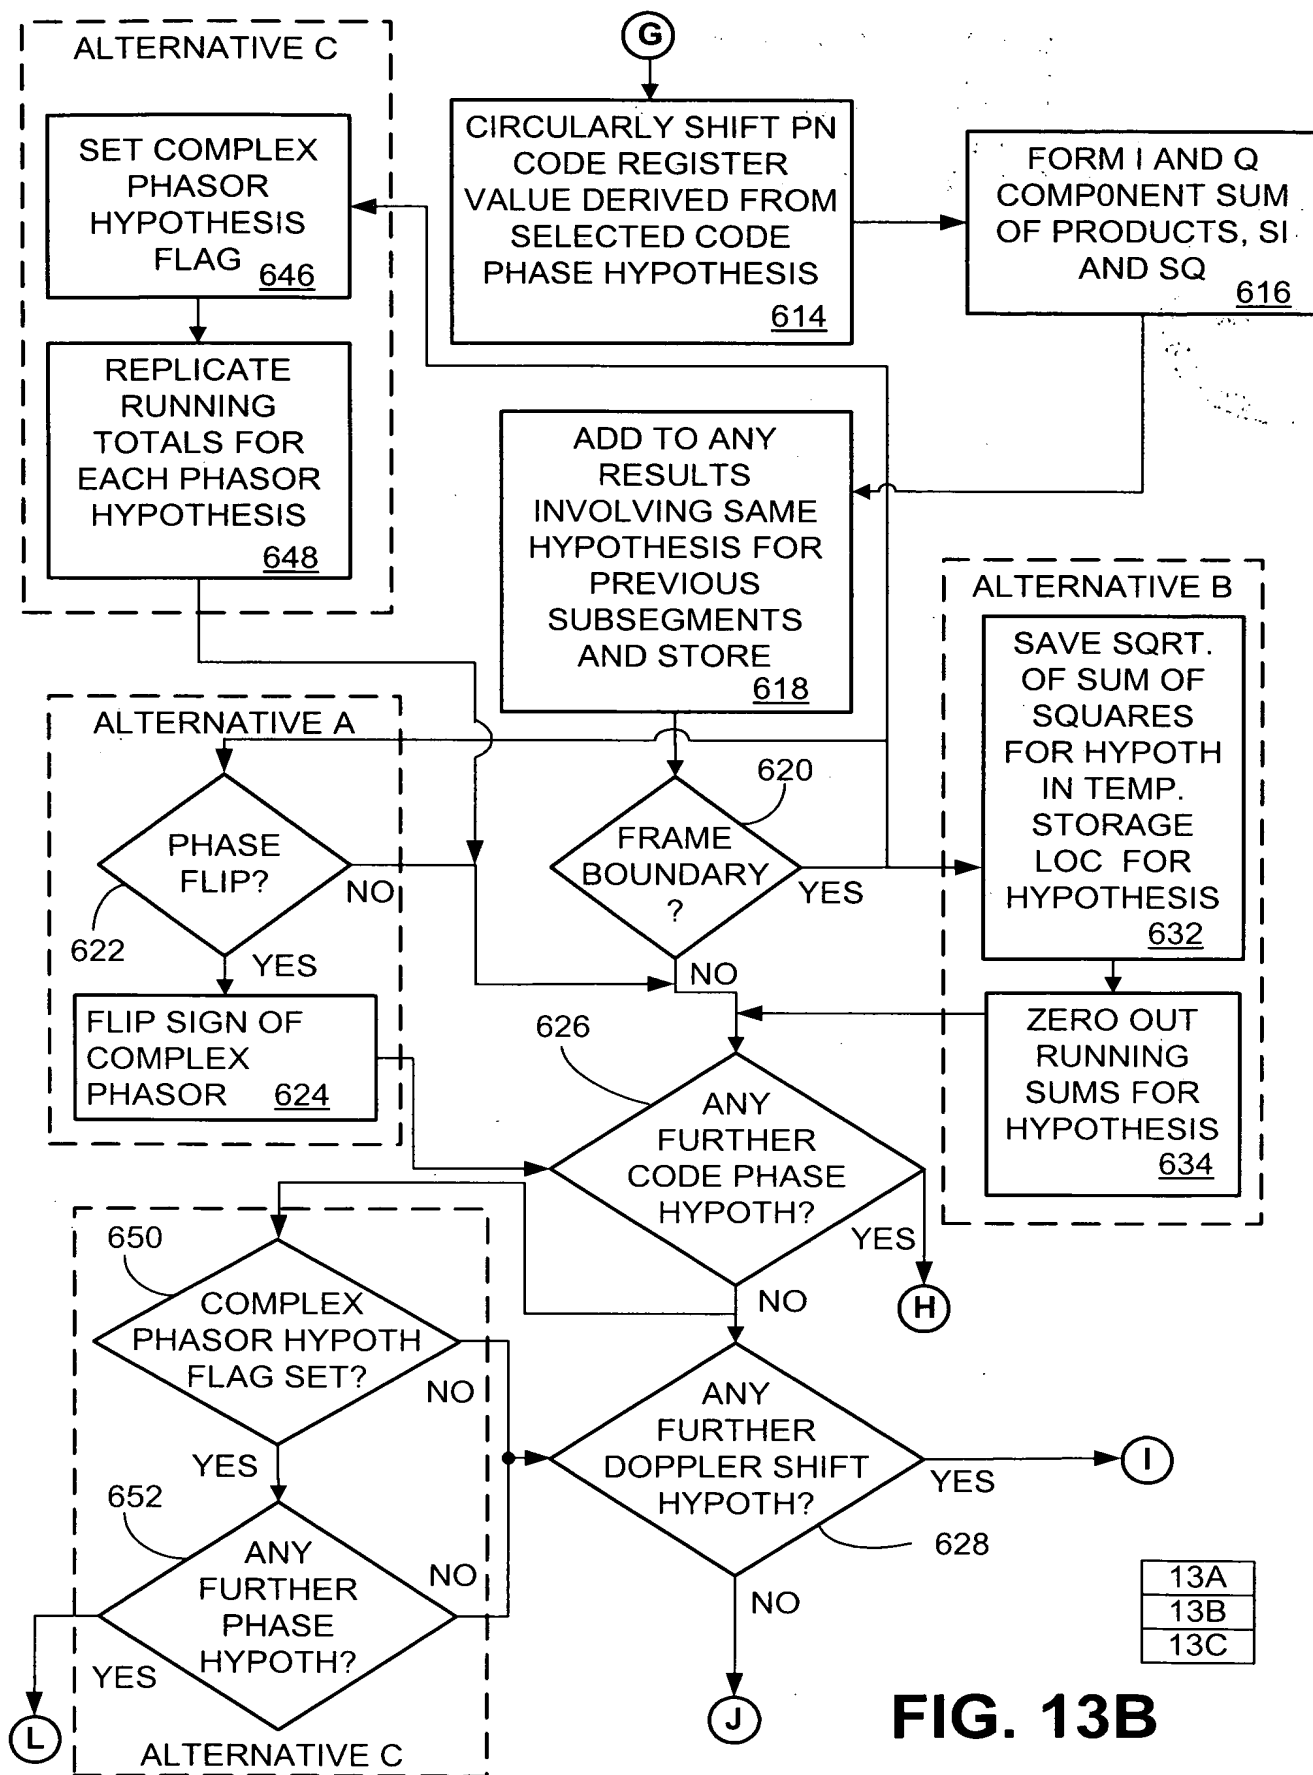 ALTERNATIVE C
SET COMPLEX
PHASOR
HYPOTHESIS
FLAG 646
REPLICATE
RUNNING
TOTALS FOR
EACH PHASOR
HYPOTHESIS
648
G
CIRCULARLY SHIFT PN
CODE REGISTER
VALUE DERIVED FROM
SELECTED CODE
PHASE HYPOTHESIS
614
FORM I AND Q
COMP0NENT SUM
OF PRODUCTS, SI
AND SQ
616
ADD TO ANY
RESULTS
INVOLVING SAME
HYPOTHESIS FOR
PREVIOUS
SUBSEGMENTS
AND STORE
618
ALTERNATIVE B
SAVE SQRT.
OF SUM OF
SQUARES
FOR HYPOTH
IN TEMP.
STORAGE
LOC FOR
HYPOTHESIS
632
ZERO OUT
RUNNING
SUMS FOR
HYPOTHESIS
634
ALTERNATIVE A
PHASE
FLIP?
NO
622
YES
FLIP SIGN OF
COMPLEX
PHASOR 624
620
FRAME
BOUNDARY
?
YES
NO
626
ANY
FURTHER
CODE PHASE
HYPOTH?
YES
H
NO
650
COMPLEX
PHASOR HYPOTH
FLAG SET?
NO
YES
652
ANY
FURTHER
PHASE
HYPOTH?
NO
YES
L
ALTERNATIVE C
ANY
FURTHER
DOPPLER SHIFT
HYPOTH?
YES
I
628
NO
J
13A
13B
13C
FIG. 13B